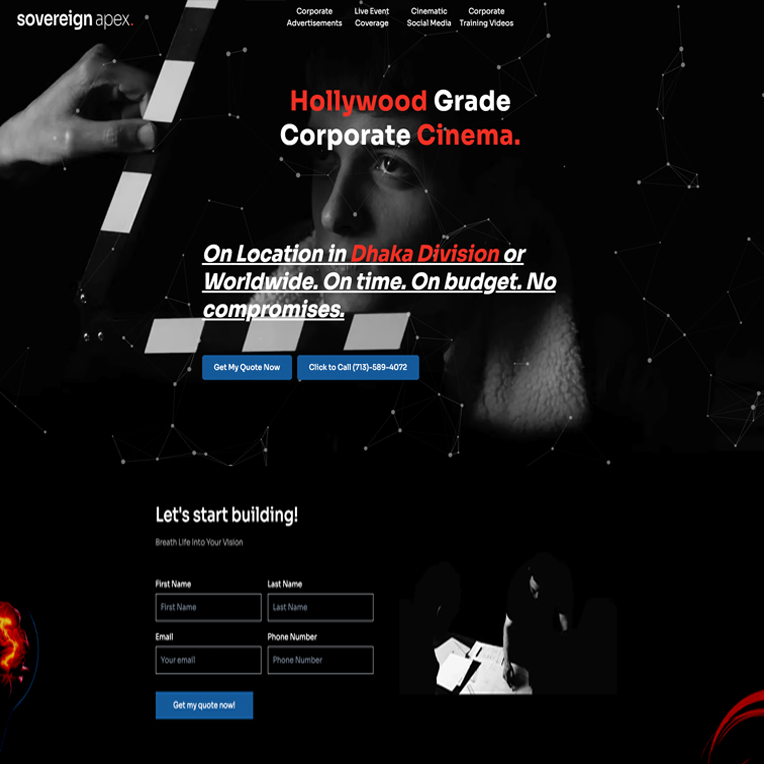 sovereign apex.
Corporate
Advertisements
Live Event
Coverage
Cinematic
Social Media
Corporate
Training Videos
Hollywood Grade
Corporate Cinema.
On Location in Dhaka Division or
Worldwide. On time. On budget. No
compromises.
Get My Quote Now
Click to Call (713)-589-4072
Let's start building!
Breath Life Into Your Vision
First Name
Last Name
First Name
Last Name
Email
Phone Number
Your email
Phone Number
Get my quote now!